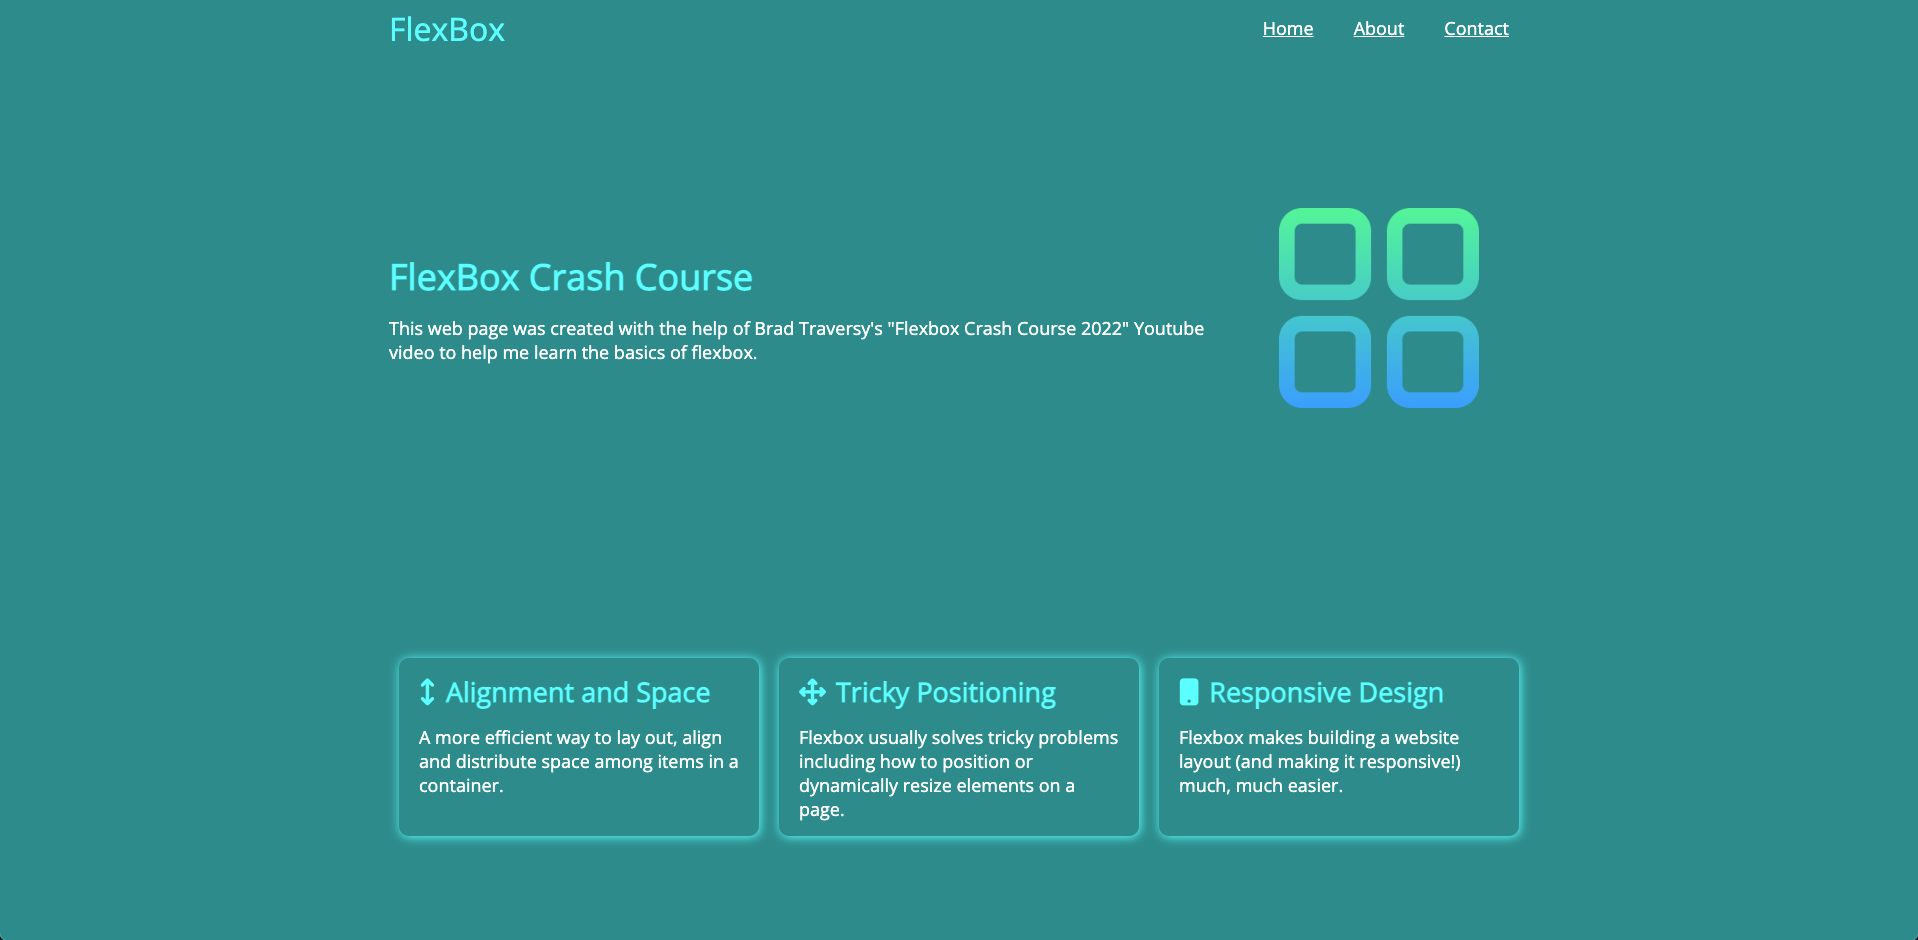 FlexBox
Home About Contact
FlexBox Crash Course
This web page was created with the help of Brad Traversy's "Flexbox Crash Course 2022" Youtube
video to help me learn the basics of flexbox.
Alignment and Space
A more efficient way to lay out, align
and distribute space among items in a
container.
Tricky Positioning
Flexbox usually solves tricky problems
including how to position or
dynamically resize elements on a
page.
Responsive Design
Flexbox makes building a website
layout (and making it responsive!)
much, much easier.